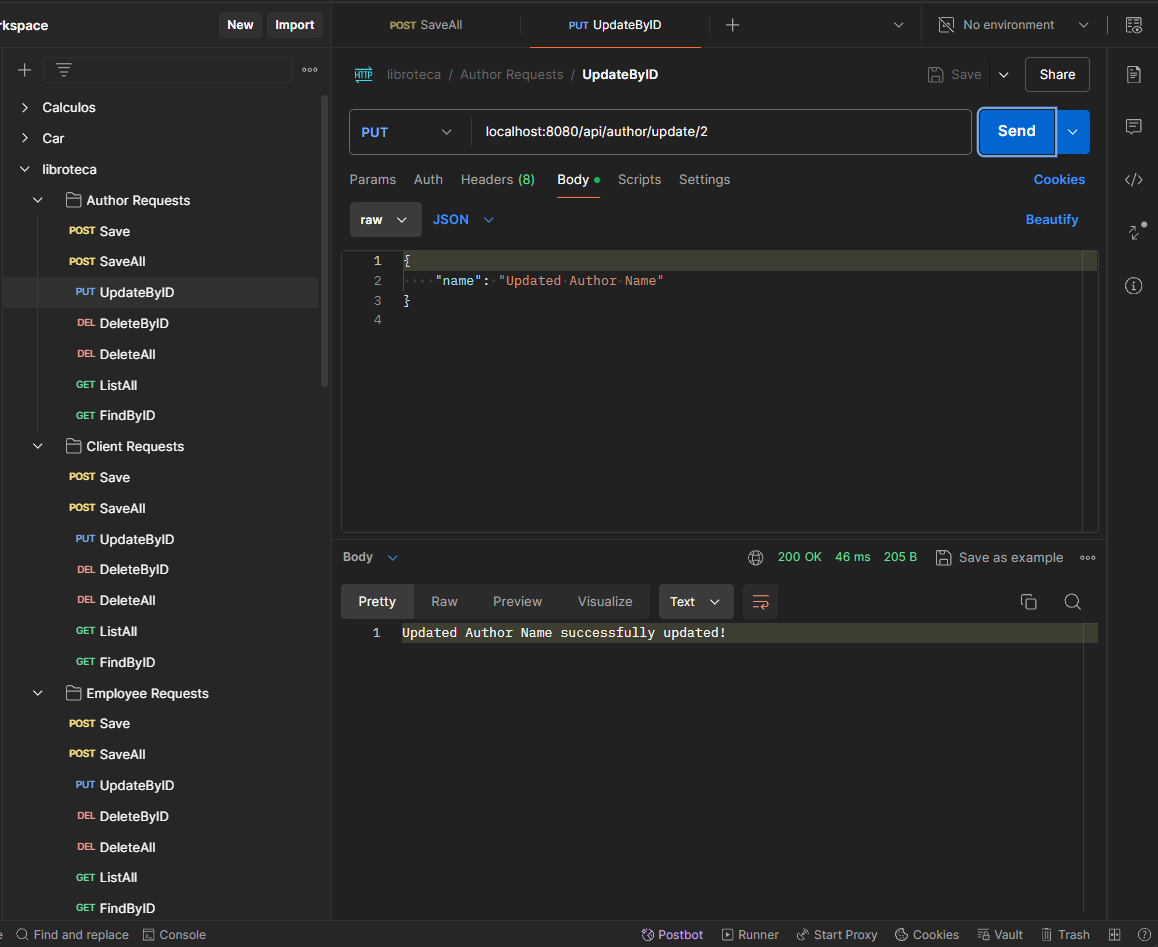 rkspace
New Import
Calculos
Car
libroteca
Author Requests
POST Save
POST SaveAll
PUT UpdateByID
DEL DeleteByID
DEL DeleteAll
GET ListAll
GET FindByID
Client Requests
POST Save
POST SaveAll
PUT UpdateByID
DEL DeleteByID
DEL DeleteAll
GET ListAll
GET FindByID
Employee Requests
POST Save
POST SaveAll
PUT UpdateByID
DEL DeleteByID
DEL DeleteAll
GET ListAll
GET FindByID
POST SaveAll PUT UpdateByID No environment
HTTP libroteca / Author Requests / UpdateByID Save Share
PUT localhost:8080/api/author/update/2 Send
Params Auth Headers (8) Body Scripts Settings Cookies
raw JSON Beautify
1 {
2 "name": "Updated Author Name"
3 }
4
Body 200 OK 46 ms 205 B Save as example
Pretty Raw Preview Visualize Text
1 Updated Author Name successfully updated!
e Find and replace Console Postbot Runner Start Proxy Cookies Vault Trash